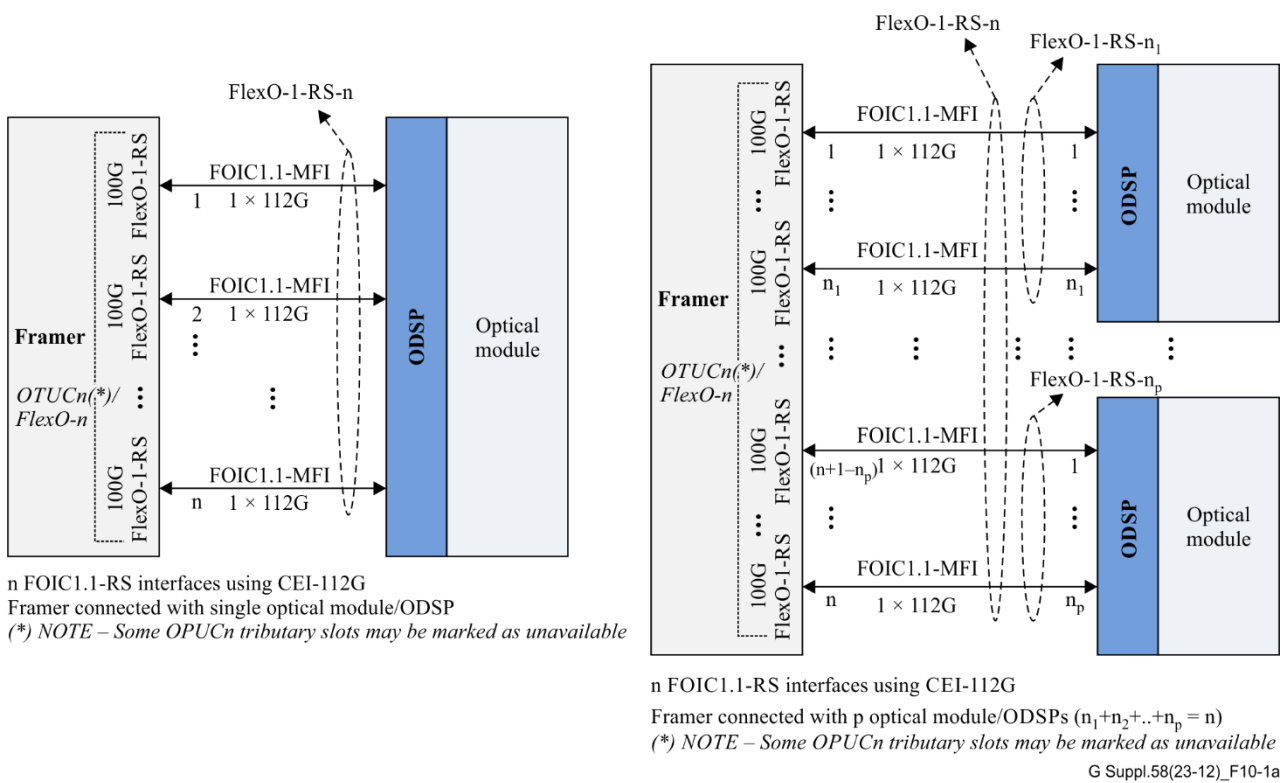 FlexO-1-RS-n
100G
FlexO-1-RS
FOIC1.1-MFI
1
1 × 112G
100G
FlexO-1-RS
FOIC1.1-MFI
2
1 × 112G
...
Framer
OTUCn(*)/
FlexO-n
...
...
100G
FlexO-1-RS
FOIC1.1-MFI
n
1 × 112G
ODSP
Optical
module
n FOIC1.1-RS interfaces using CEI-112G
Framer connected with single optical module/ODSP
(*) NOTE – Some OPUCn tributary slots may be marked as unavailable
FlexO-1-RS-n
FlexO-1-RS-n₁
100G
FlexO-1-RS
FOIC1.1-MFI
1
1 × 112G
1
...
...
...
100G
FlexO-1-RS
FOIC1.1-MFI
n₁
1 × 112G
n₁
ODSP
Optical
module
Framer
OTUCn(*)/
FlexO-n
...
...
...
...
...
...
FlexO-1-RS-nₚ
100G
FlexO-1-RS
FOIC1.1-MFI
(n+1–nₚ)
1 × 112G
1
...
...
...
100G
FlexO-1-RS
FOIC1.1-MFI
n
1 × 112G
nₚ
ODSP
Optical
module
n FOIC1.1-RS interfaces using CEI-112G
Framer connected with p optical module/ODSPs (n₁+n₂+..+nₚ = n)
(*) NOTE – Some OPUCn tributary slots may be marked as unavailable
G Suppl.58(23-12)_F10-1a